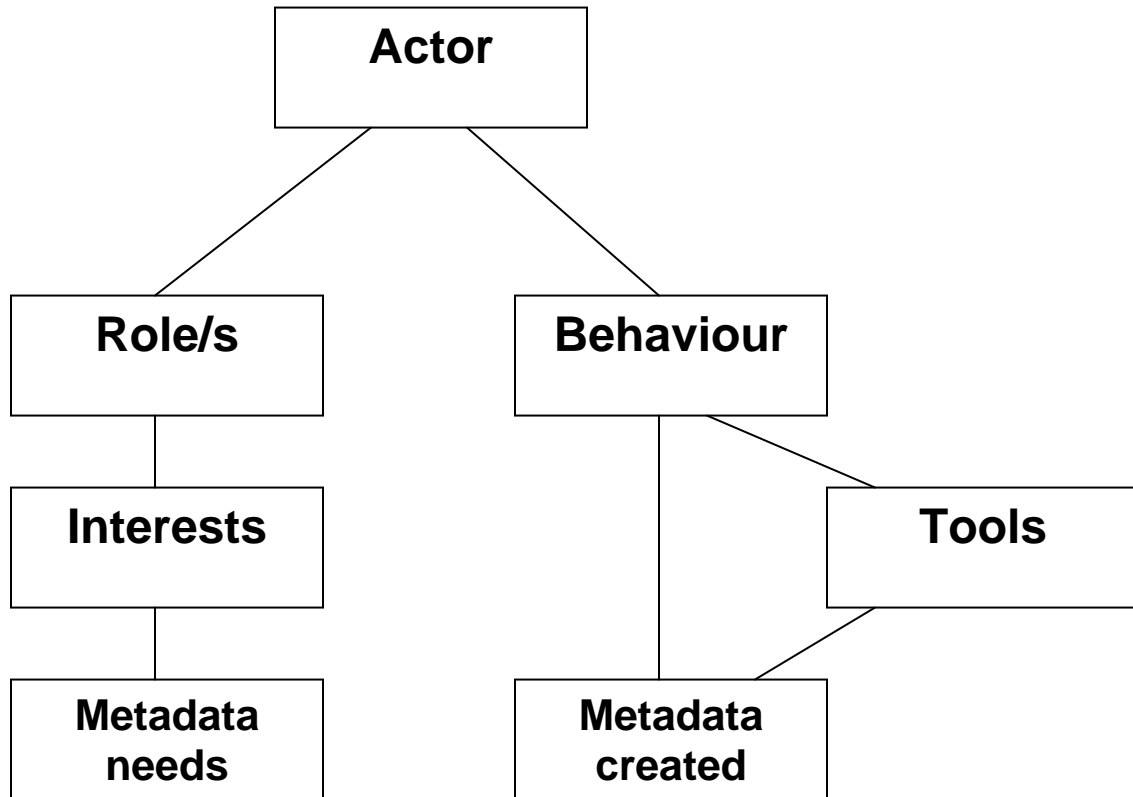 Actor
Role/s
Behaviour
Interests
Tools
Metadata
needs
Metadata
created